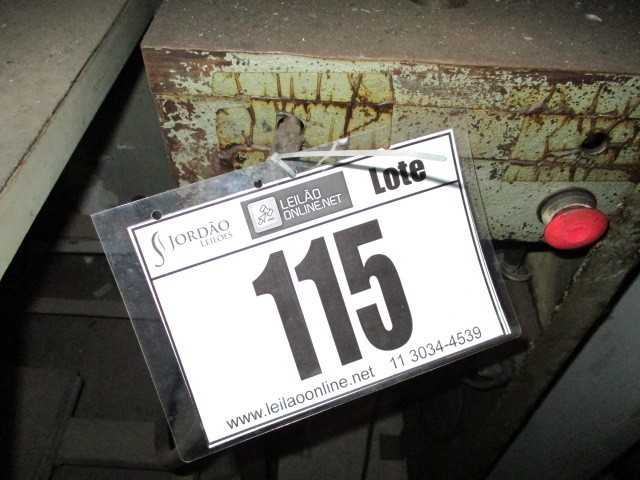 JORDÃO
LEILÕES
LEILÃO
ONLINE.NET
Lote
115
www.leilaoonline.net 11 3034-4539